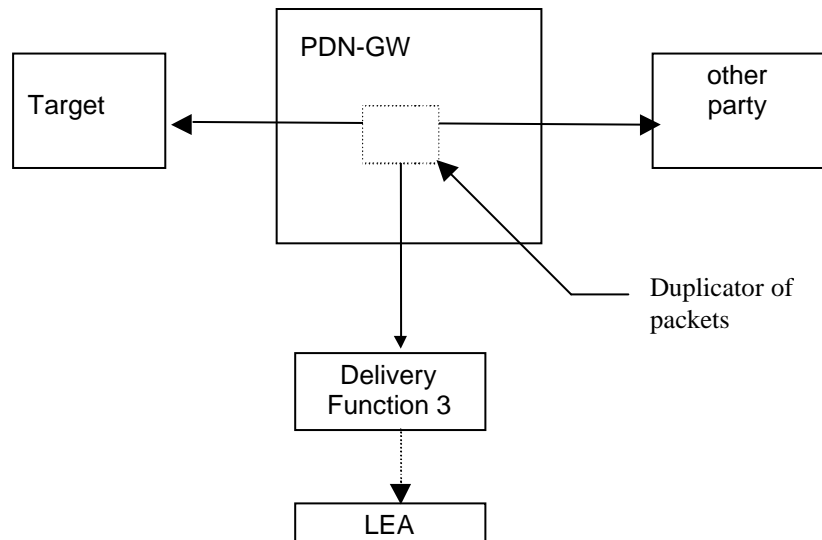 PDN-GW
Target
other
party
Duplicator of
packets
Delivery
Function 3
LEA